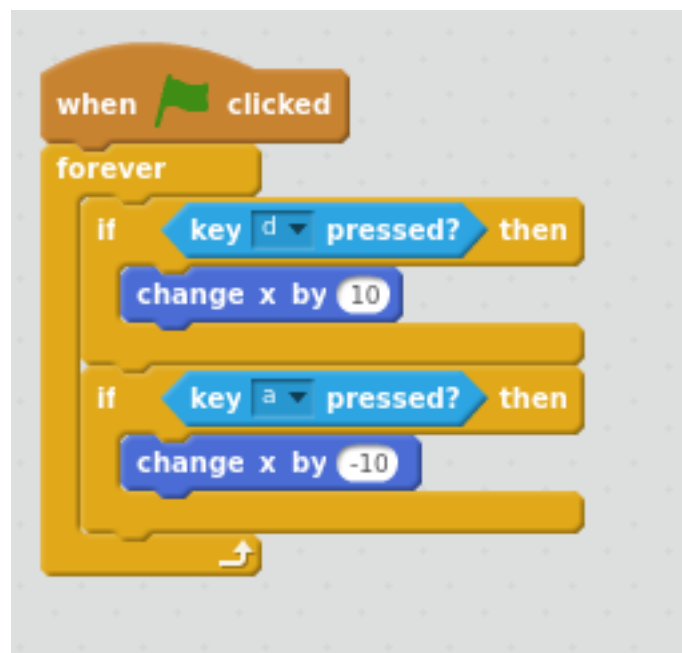 when clicked
forever
if key d pressed? then
change x by 10
if key a pressed? then
change x by -10